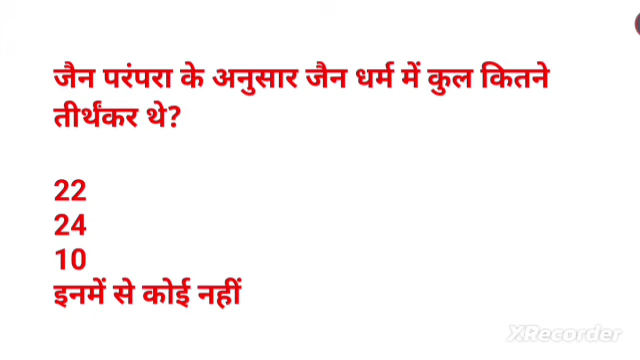 जैन परंपरा के अनुसार जैन धर्म में कुल कितने
तीर्थंकर थे?
22
24
10
इनमें से कोई नहीं
XRecorder